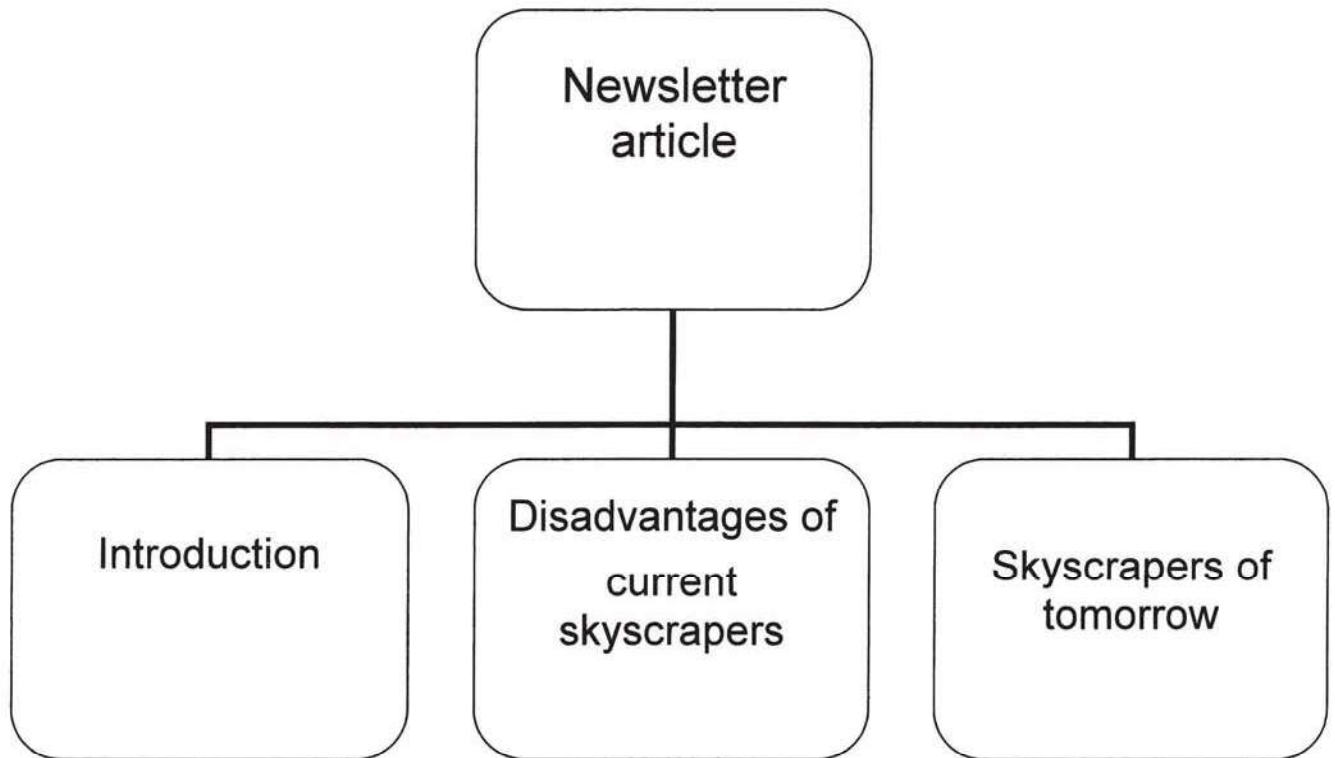 Newsletter
article
Introduction
Disadvantages of
current
skyscrapers
Skyscrapers of
tomorrow